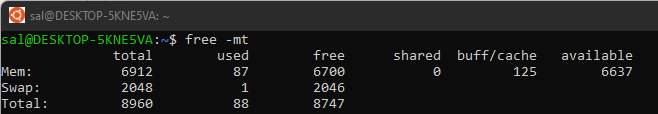 sal@DESKTOP-5KNE5VA: ~
sal@DESKTOP-5KNE5VA:~$ free -mt
              total        used        free      shared  buff/cache   available
Mem:           6912          87        6700           0         125        6637
Swap:          2048           1        2046
Total:         8960          88        8747